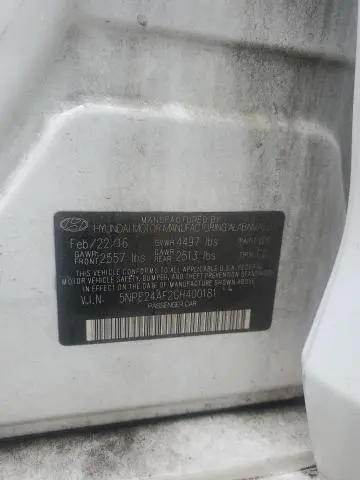 MANUFACTURED BY
HYUNDAI MOTOR MANUFACTURING ALABAMA
Feb/22/16 GVWR 4497 lbs
GAWR FRONT 2557 lbs GAWR REAR 2513 lbs
THIS VEHICLE CONFORMS TO ALL APPLICABLE U.S.A. FEDERAL
MOTOR VEHICLE SAFETY, BUMPER, AND THEFT PREVENTION STANDARDS
IN EFFECT ON THE DATE OF MANUFACTURE SHOWN ABOVE.
V.I.N. 5NPE24AF2GH400181
PASSENGER CAR